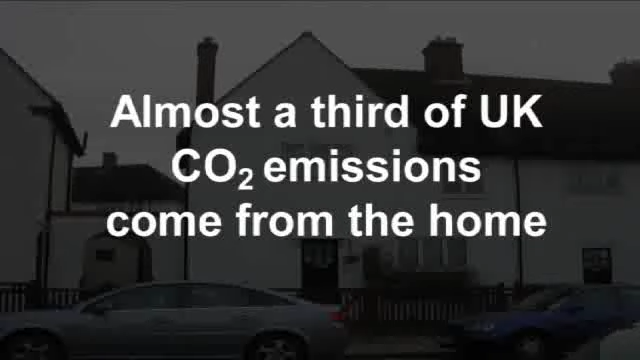 Almost a third of UK
CO₂ emissions
come from the home